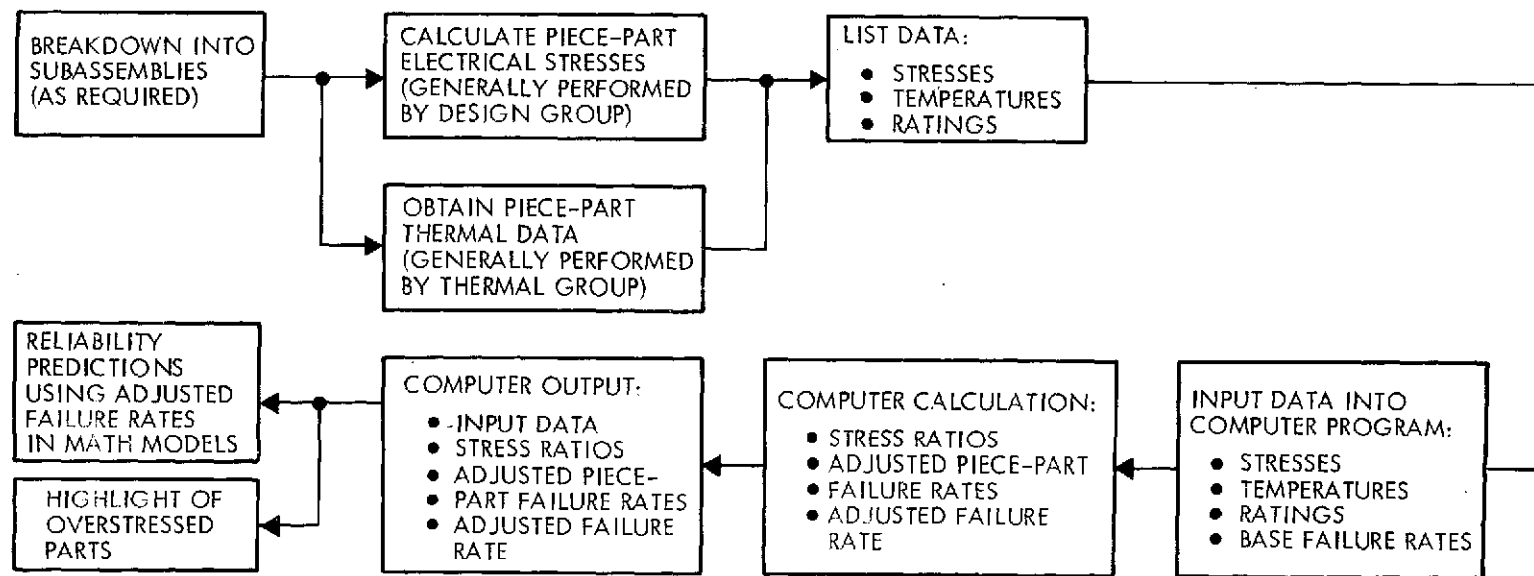 BREAKDOWN INTO
SUBASSEMBLIES
(AS REQUIRED)
CALCULATE PIECE-PART
ELECTRICAL STRESSES
(GENERALLY PERFORMED
BY DESIGN GROUP)
LIST DATA:
● STRESSES
● TEMPERATURES
● RATINGS
OBTAIN PIECE-PART
THERMAL DATA
(GENERALLY PERFORMED
BY THERMAL GROUP)
RELIABILITY
PREDICTIONS
USING ADJUSTED
FAILURE RATES
IN MATH MODELS
HIGHLIGHT OF
OVERSTRESSED
PARTS
COMPUTER OUTPUT:
● INPUT DATA
● STRESS RATIOS
● ADJUSTED PIECE-
● PART FAILURE RATES
● ADJUSTED FAILURE
RATE
COMPUTER CALCULATION:
● STRESS RATIOS
● ADJUSTED PIECE-PART
● FAILURE RATES
● ADJUSTED FAILURE
RATE
INPUT DATA INTO
COMPUTER PROGRAM:
● STRESSES
● TEMPERATURES
● RATINGS
● BASE FAILURE RATES